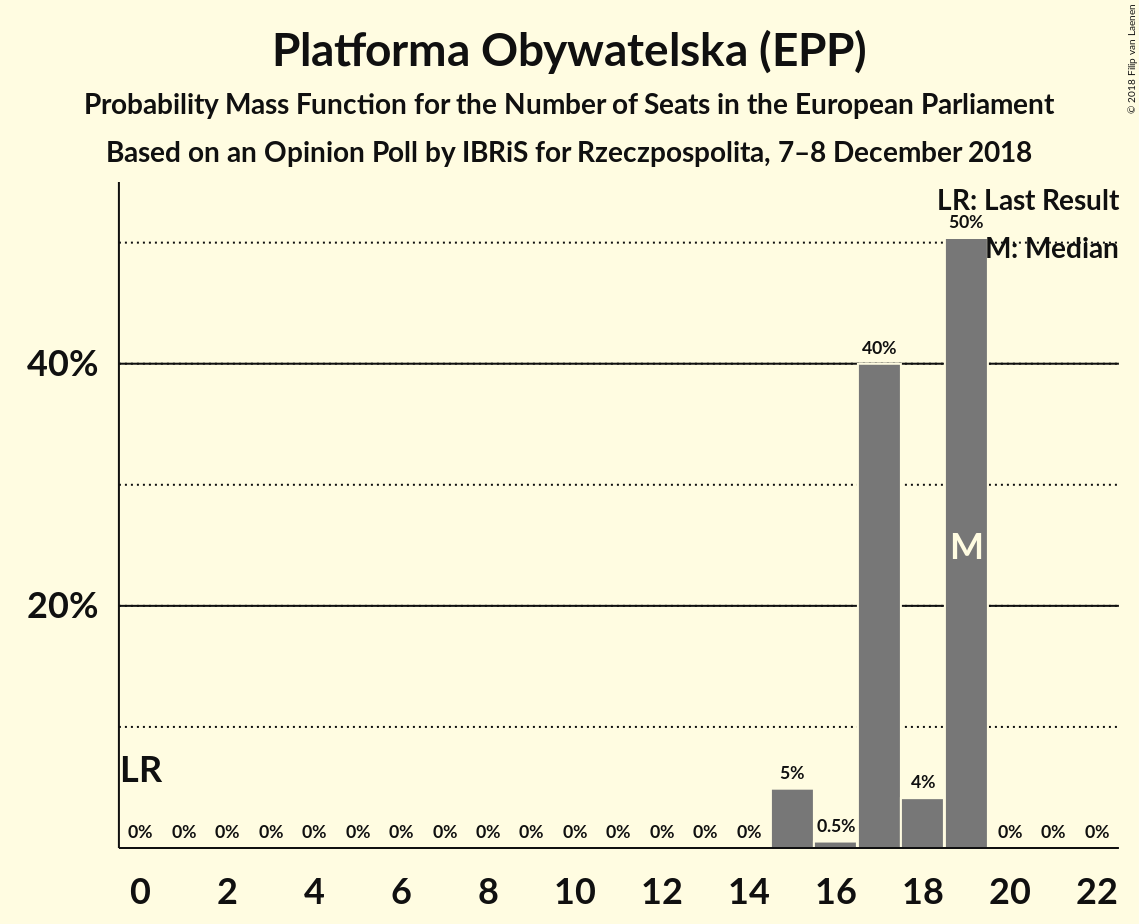 Platforma Obywatelska (EPP)
Probability Mass Function for the Number of Seats in the European Parliament
Based on an Opinion Poll by IBRiS for Rzeczpospolita, 7–8 December 2018
© 2018 Filip van Laenen
LR: Last Result
M: Median
50%
40%
40%
M
20%
LR
5%
4%
0.5%
0% 0% 0% 0% 0% 0% 0% 0% 0% 0% 0% 0% 0% 0% 0% 0% 0% 0%
0 2 4 6 8 10 12 14 16 18 20 22